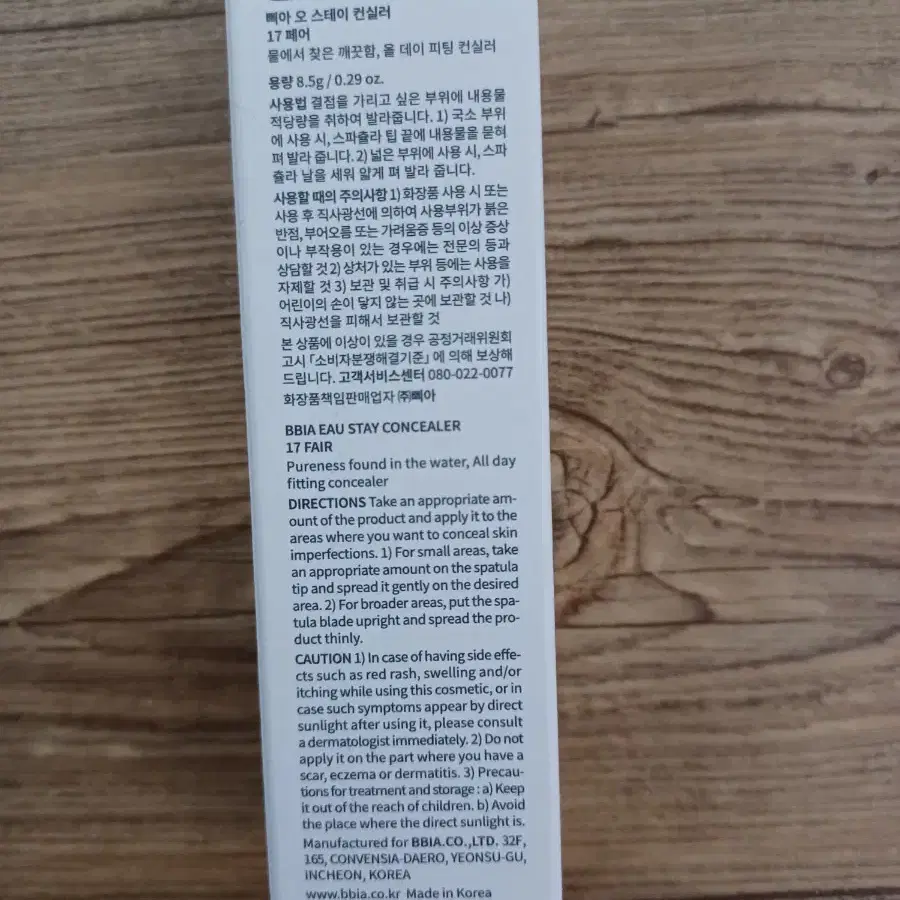 삐아 오 스테이 컨실러
17 페어
물에서 찾은 깨끗함, 올 데이 피팅 컨실러
용량 8.5g / 0.29 oz.
사용법 결점을 가리고 싶은 부위에 내용물
적당량을 취하여 발라줍니다. 1) 국소 부위
에 사용 시, 스파츌라 팁 끝에 내용물을 묻혀
펴 발라 줍니다. 2) 넓은 부위에 사용 시, 스파
츌라 날을 세워 얇게 펴 발라 줍니다.
사용할 때의 주의사항 1) 화장품 사용 시 또는
사용 후 직사광선에 의하여 사용부위가 붉은
반점, 부어오름 또는 가려움증 등의 이상 증상
이나 부작용이 있는 경우에는 전문의 등과
상담할 것 2) 상처가 있는 부위 등에는 사용을
자제할 것 3) 보관 및 취급 시 주의사항 가)
어린이의 손이 닿지 않는 곳에 보관할 것 나)
직사광선을 피해서 보관할 것
본 상품에 이상이 있을 경우 공정거래위원회
고시 「소비자분쟁해결기준」에 의해 보상해
드립니다. 고객서비스센터 080-022-0077
화장품책임판매업자 ㈜삐아
BBIA EAU STAY CONCEALER
17 FAIR
Pureness found in the water, All day
fitting concealer
DIRECTIONS Take an appropriate am-
ount of the product and apply it to the
areas where you want to conceal skin
imperfections. 1) For small areas, take
an appropriate amount on the spatula
tip and spread it gently on the desired
area. 2) For broader areas, put the spa-
tula blade upright and spread the pro-
duct thinly.
CAUTION 1) In case of having side effe-
cts such as red rash, swelling and/or
itching while using this cosmetic, or in
case such symptoms appear by direct
sunlight after using it, please consult
a dermatologist immediately. 2) Do not
apply it on the part where you have a
scar, eczema or dermatitis. 3) Precau-
tions for treatment and storage : a) Keep
it out of the reach of children. b) Avoid
the place where the direct sunlight is.
Manufactured for BBIA.CO.,LTD. 32F,
165, CONVENSIA-DAERO, YEONSU-GU,
INCHEON, KOREA
www.bbia.co.kr Made in Korea